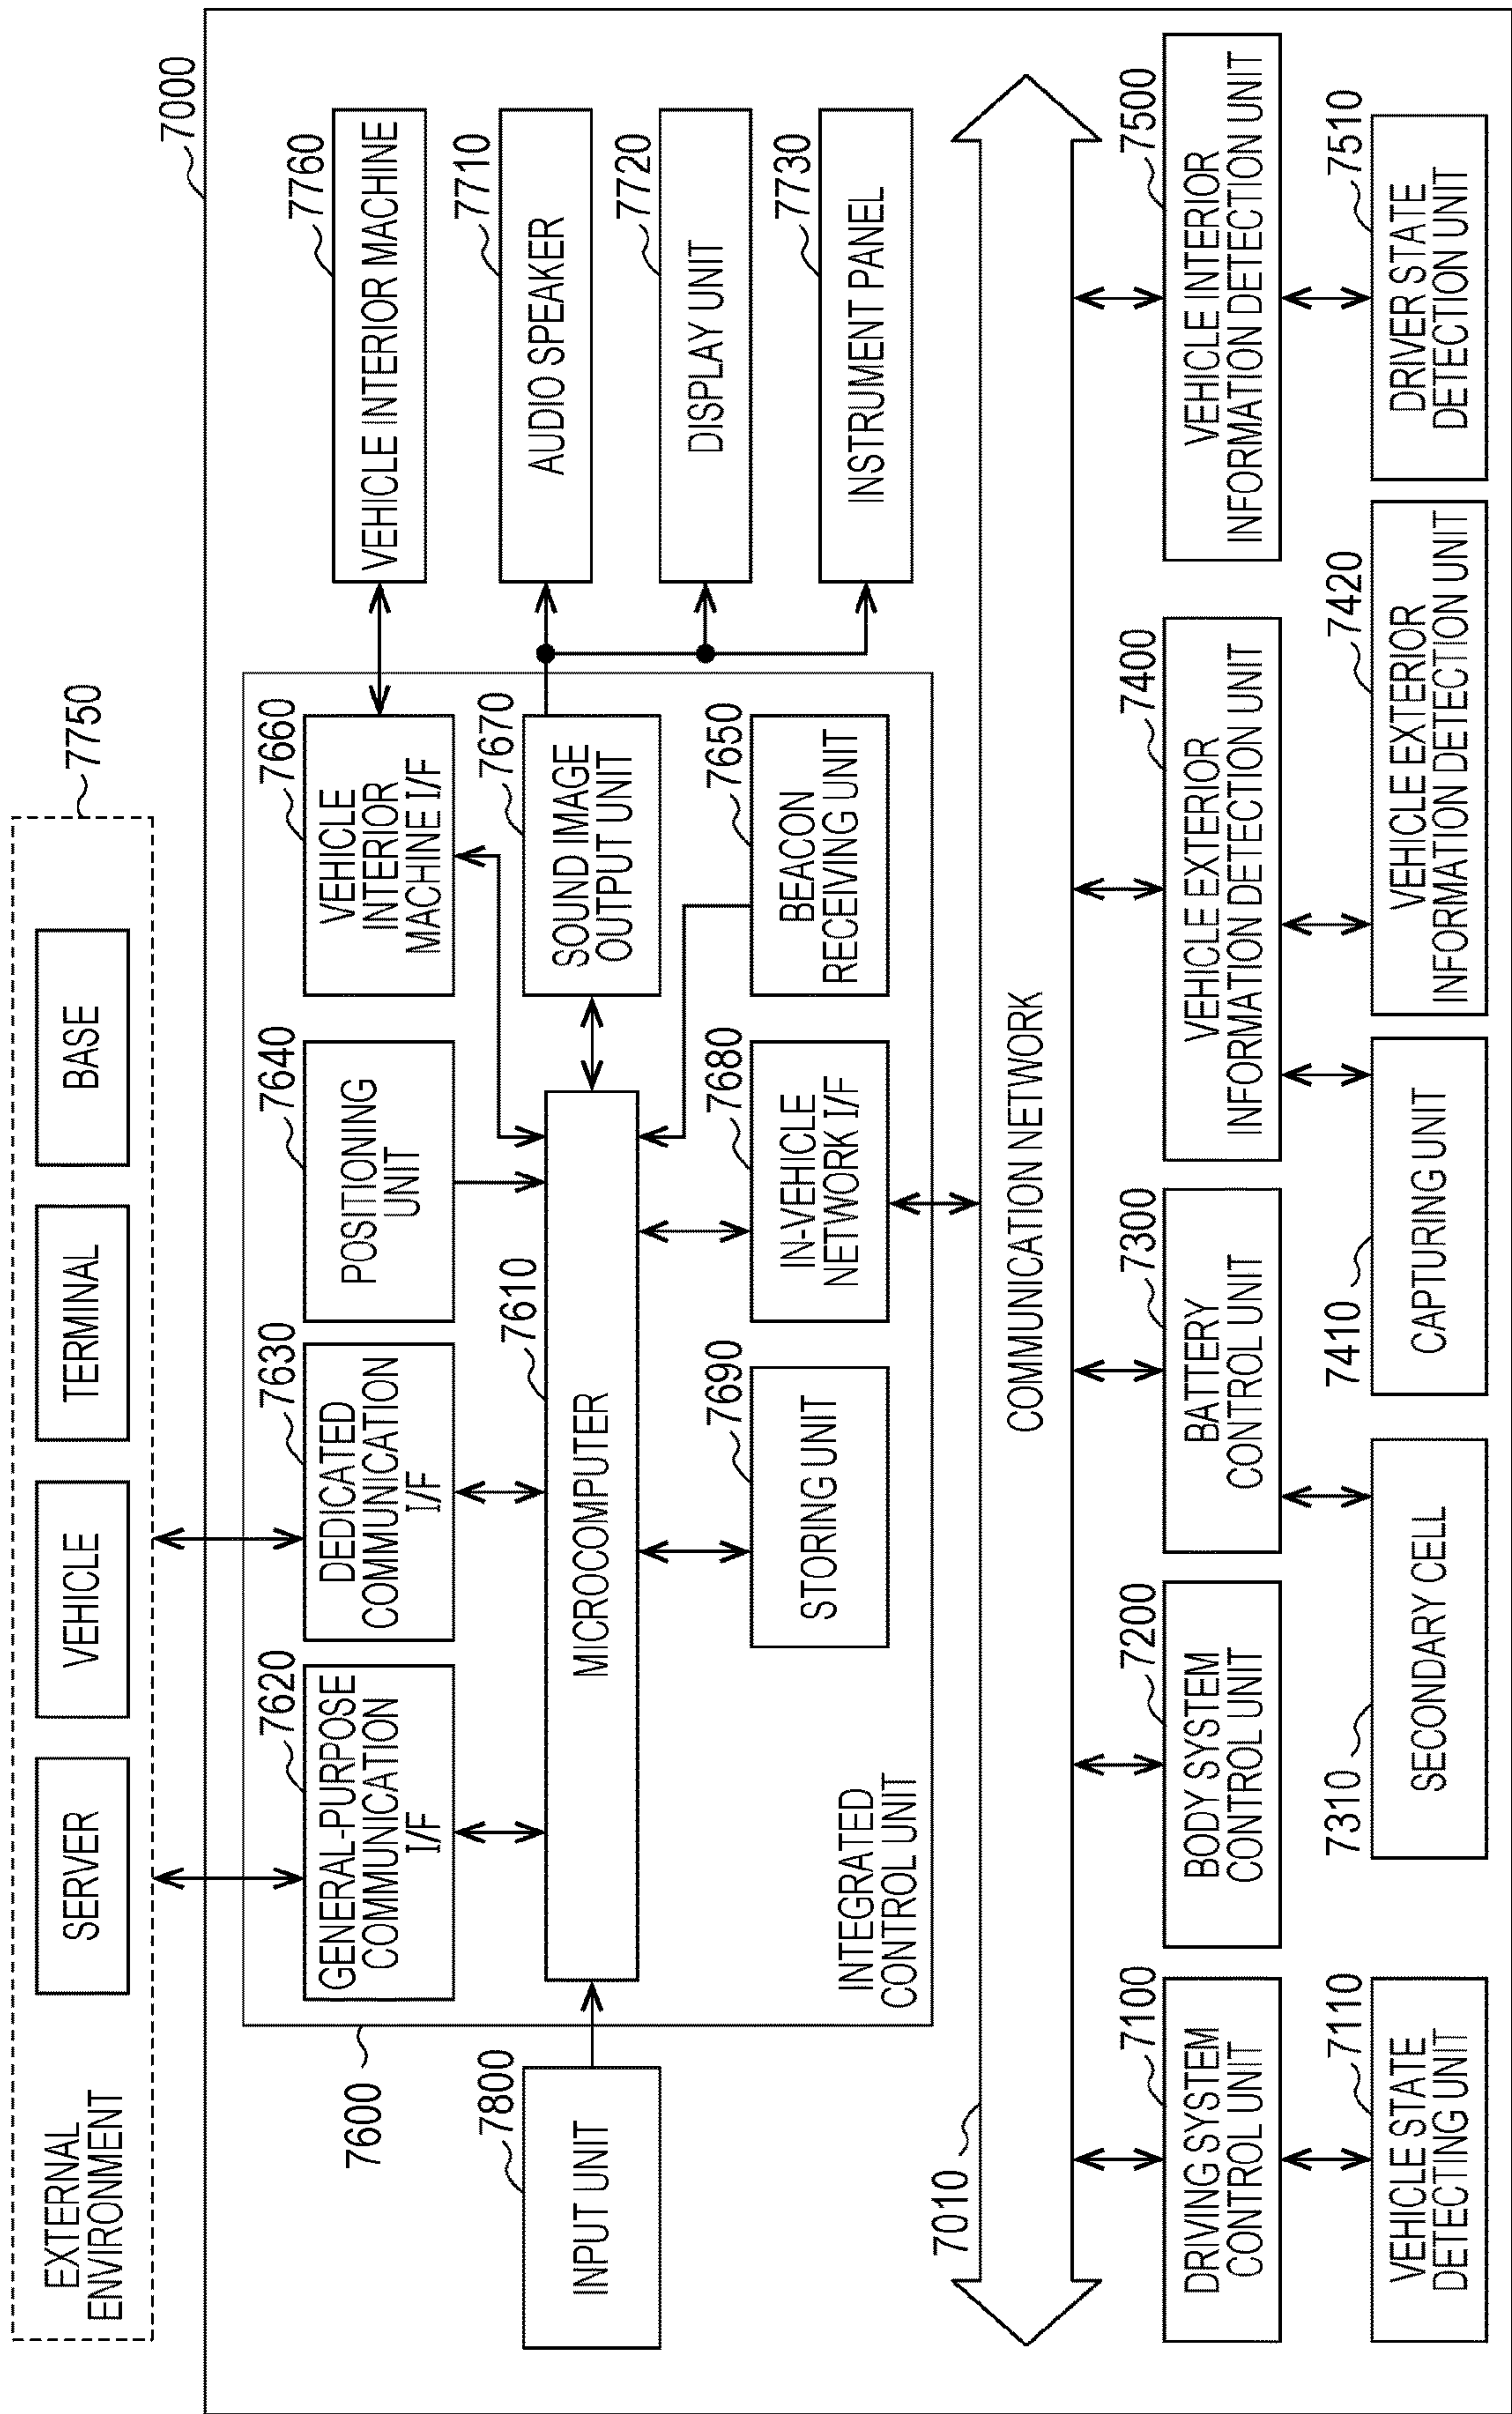 7750
EXTERNAL
ENVIRONMENT
SERVER
VEHICLE
TERMINAL
BASE
7000
7600
7620
GENERAL-PURPOSE
COMMUNICATION
I/F
7630
DEDICATED
COMMUNICATION
I/F
7640
POSITIONING
UNIT
7660
VEHICLE
INTERIOR
MACHINE I/F
7760
VEHICLE INTERIOR MACHINE
7800
INPUT UNIT
7610
MICROCOMPUTER
7670
SOUND IMAGE
OUTPUT UNIT
7710
AUDIO SPEAKER
7720
DISPLAY UNIT
7730
INSTRUMENT PANEL
INTEGRATED
CONTROL UNIT
7690
STORING UNIT
7680
IN-VEHICLE
NETWORK I/F
7650
BEACON
RECEIVING UNIT
7010
COMMUNICATION NETWORK
7100
DRIVING SYSTEM
CONTROL UNIT
7200
BODY SYSTEM
CONTROL UNIT
7300
BATTERY
CONTROL UNIT
7400
VEHICLE EXTERIOR
INFORMATION DETECTION UNIT
7500
VEHICLE INTERIOR
INFORMATION DETECTION UNIT
7110
VEHICLE STATE
DETECTING UNIT
7310
SECONDARY CELL
7410
CAPTURING UNIT
7420
VEHICLE EXTERIOR
INFORMATION DETECTION UNIT
7510
DRIVER STATE
DETECTION UNIT